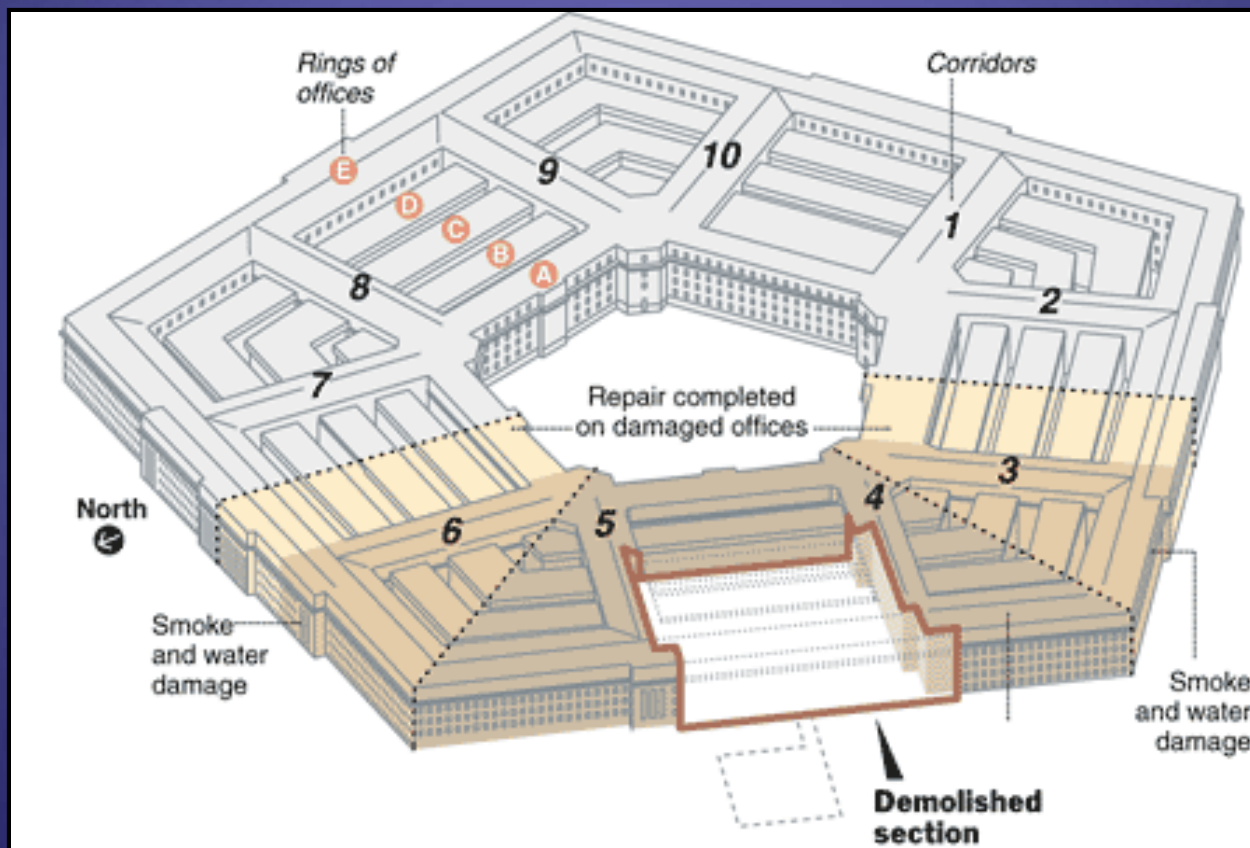 Rings of
offices
Corridors
E
D
C
B
A
9
10
1
8
2
7
Repair completed
on damaged offices
3
North
6
5
4
Smoke
and water
damage
Smoke
and water
damage
Demolished
section